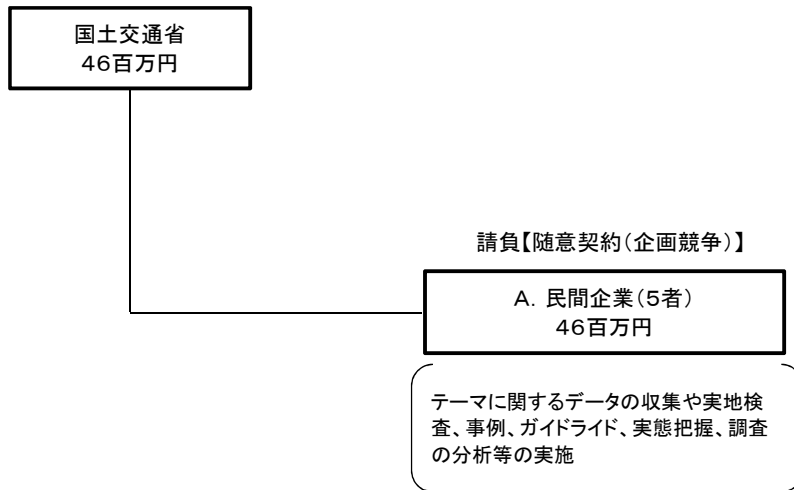 国土交通省
46百万円
請負【随意契約(企画競争)】
A．民間企業(5者)
46百万円
テーマに関するデータの収集や実地検
査、事例、ガイドライド、実態把握、調査
の分析等の実施